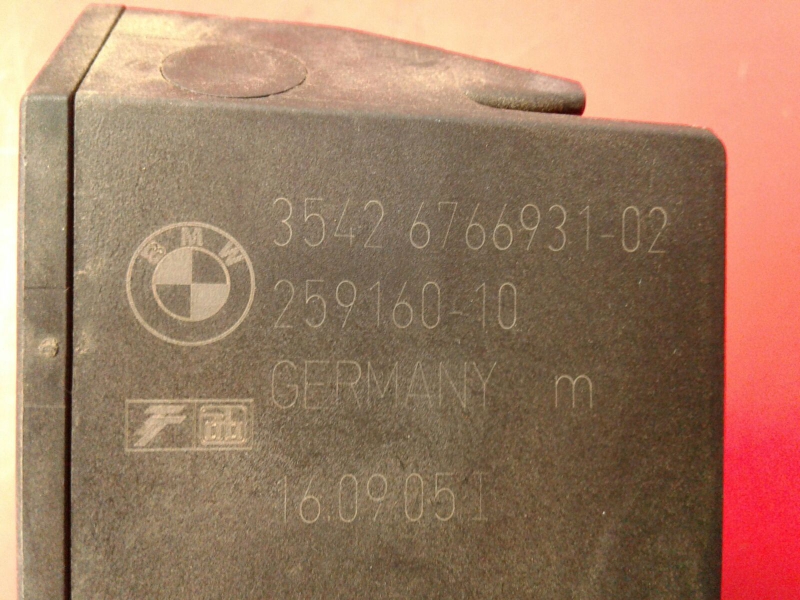 BMW
3542 6766931-02
259160-10
GERMANY m
16.09 05 I